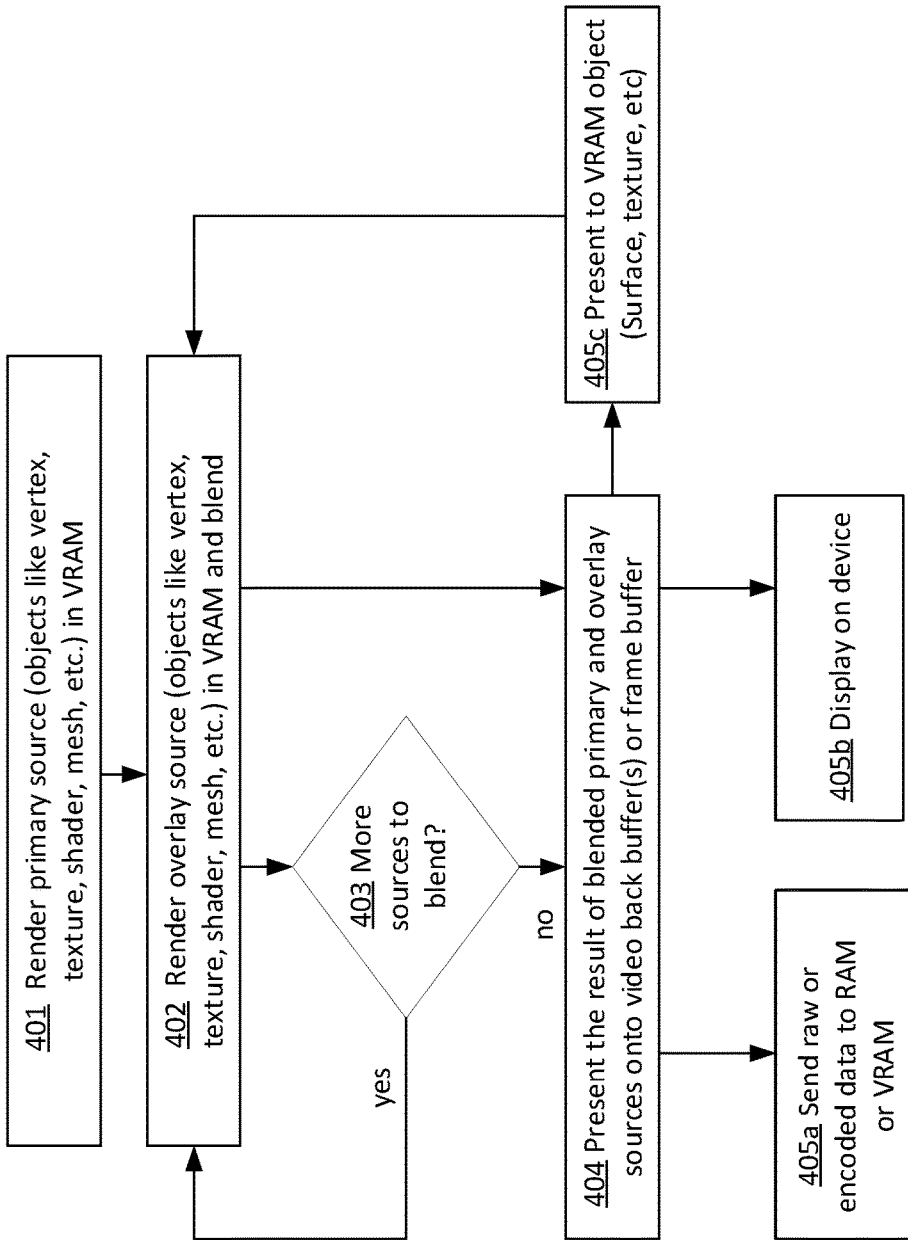 401 Render primary source (objects like vertex,
texture, shader, mesh, etc.) in VRAM
402 Render overlay source (objects like vertex,
texture, shader, mesh, etc.) in VRAM and blend
403 More
sources to
blend?
yes
no
404 Present the result of blended primary and overlay
sources onto video back buffer(s) or frame buffer
405a Send raw or
encoded data to RAM
or VRAM
405b Display on device
405c Present to VRAM object
(Surface, texture, etc)